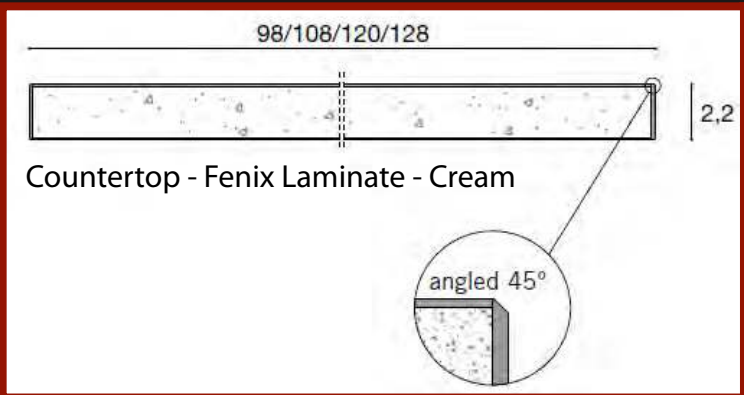 98/108/120/128
2,2
Countertop - Fenix Laminate - Cream
angled 45º